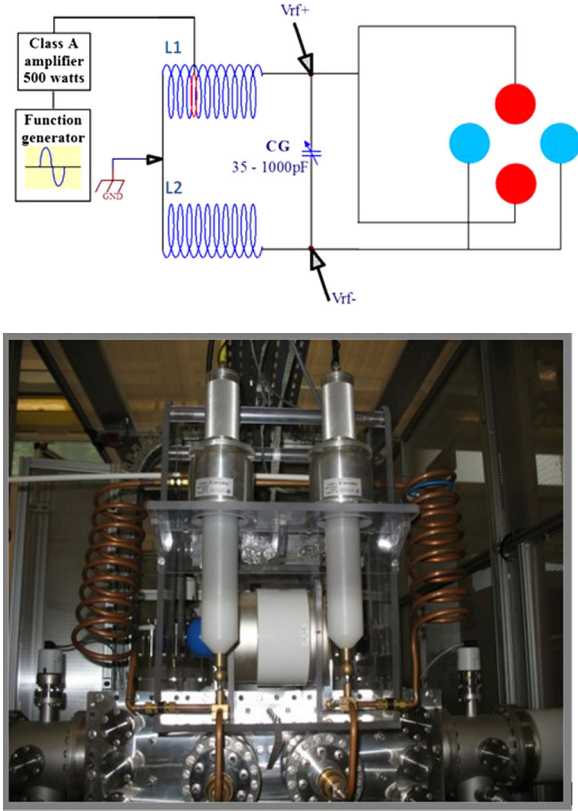 Vrf+
Class A
amplifier
500 watts
L1
Function
generator
CG
35 - 1000pF
GND
L2
Vrf-